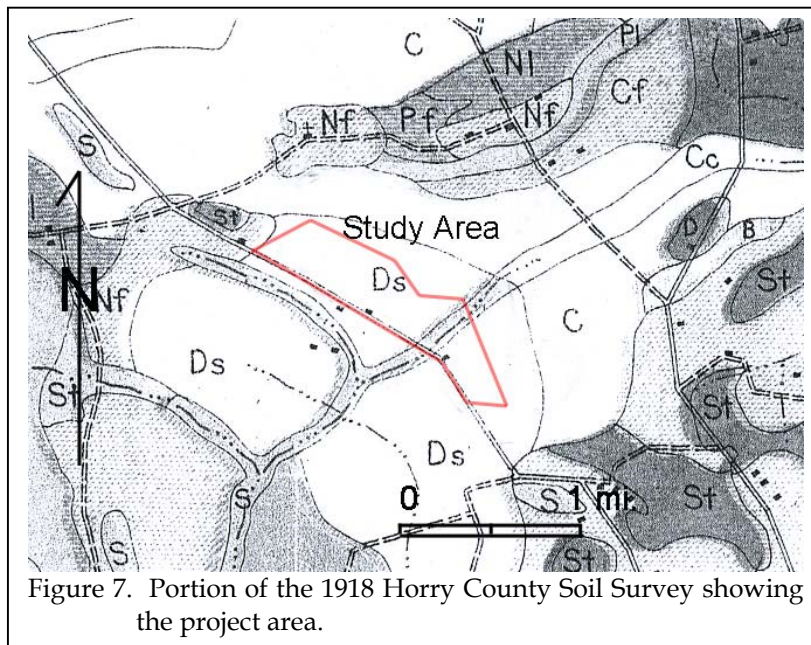 C
Pl
Nl
Cf
Nf
Pf
Nf
S
Cc
St
Study Area
D
B
St
Ds
N
Nf
C
Ds
St
St
Ds
S
0
1 mi.
S
St
S
St
Figure 7. Portion of the 1918 Horry County Soil Survey showing
the project area.